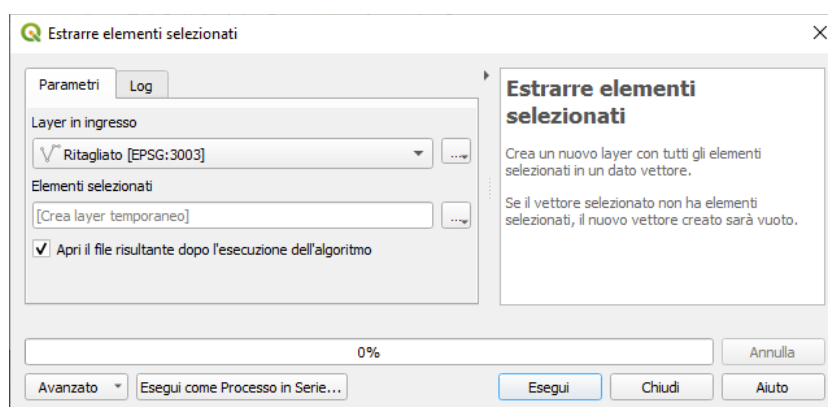 Estrarre elementi selezionati
Parametri
Log
Layer in ingresso
Ritagliato [EPSG:3003]
...
Elementi selezionati
[Crea layer temporaneo]
...
Apri il file risultante dopo l'esecuzione dell'algoritmo
Estrarre elementi
selezionati
Crea un nuovo layer con tutti gli elementi
selezionati in un dato vettore.
Se il vettore selezionato non ha elementi
selezionati, il nuovo vettore creato sarà vuoto.
0%
Annulla
Avanzato
Esegui come Processo in Serie...
Esegui
Chiudi
Aiuto